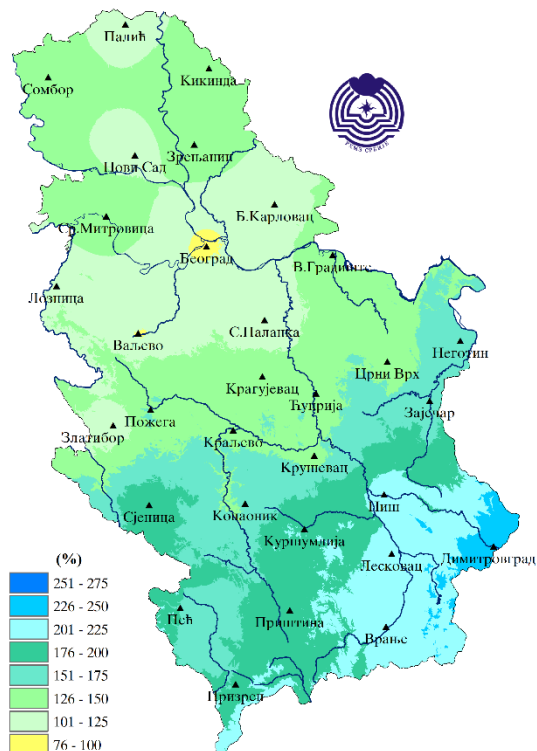 Палић
Кикинда
Сомбор
Зрењанин
Нови Сад
Б.Карловац
Ср.Митровица
Београд
В.Градиште
Лозница
С.Паланка
Ваљево
Неготин
Црни Врх
Крагујевац
Ћуприја
Зајечар
Пожега
Златибор
Краљево
Крушевац
Ниш
Сјеница
Копаоник
Куршумлија
Димитровград
Лесковац
(%)
251 - 275
226 - 250
201 - 225
176 - 200
151 - 175
126 - 150
101 - 125
76 - 100
Пећ
Приштина
Врање
Призрен